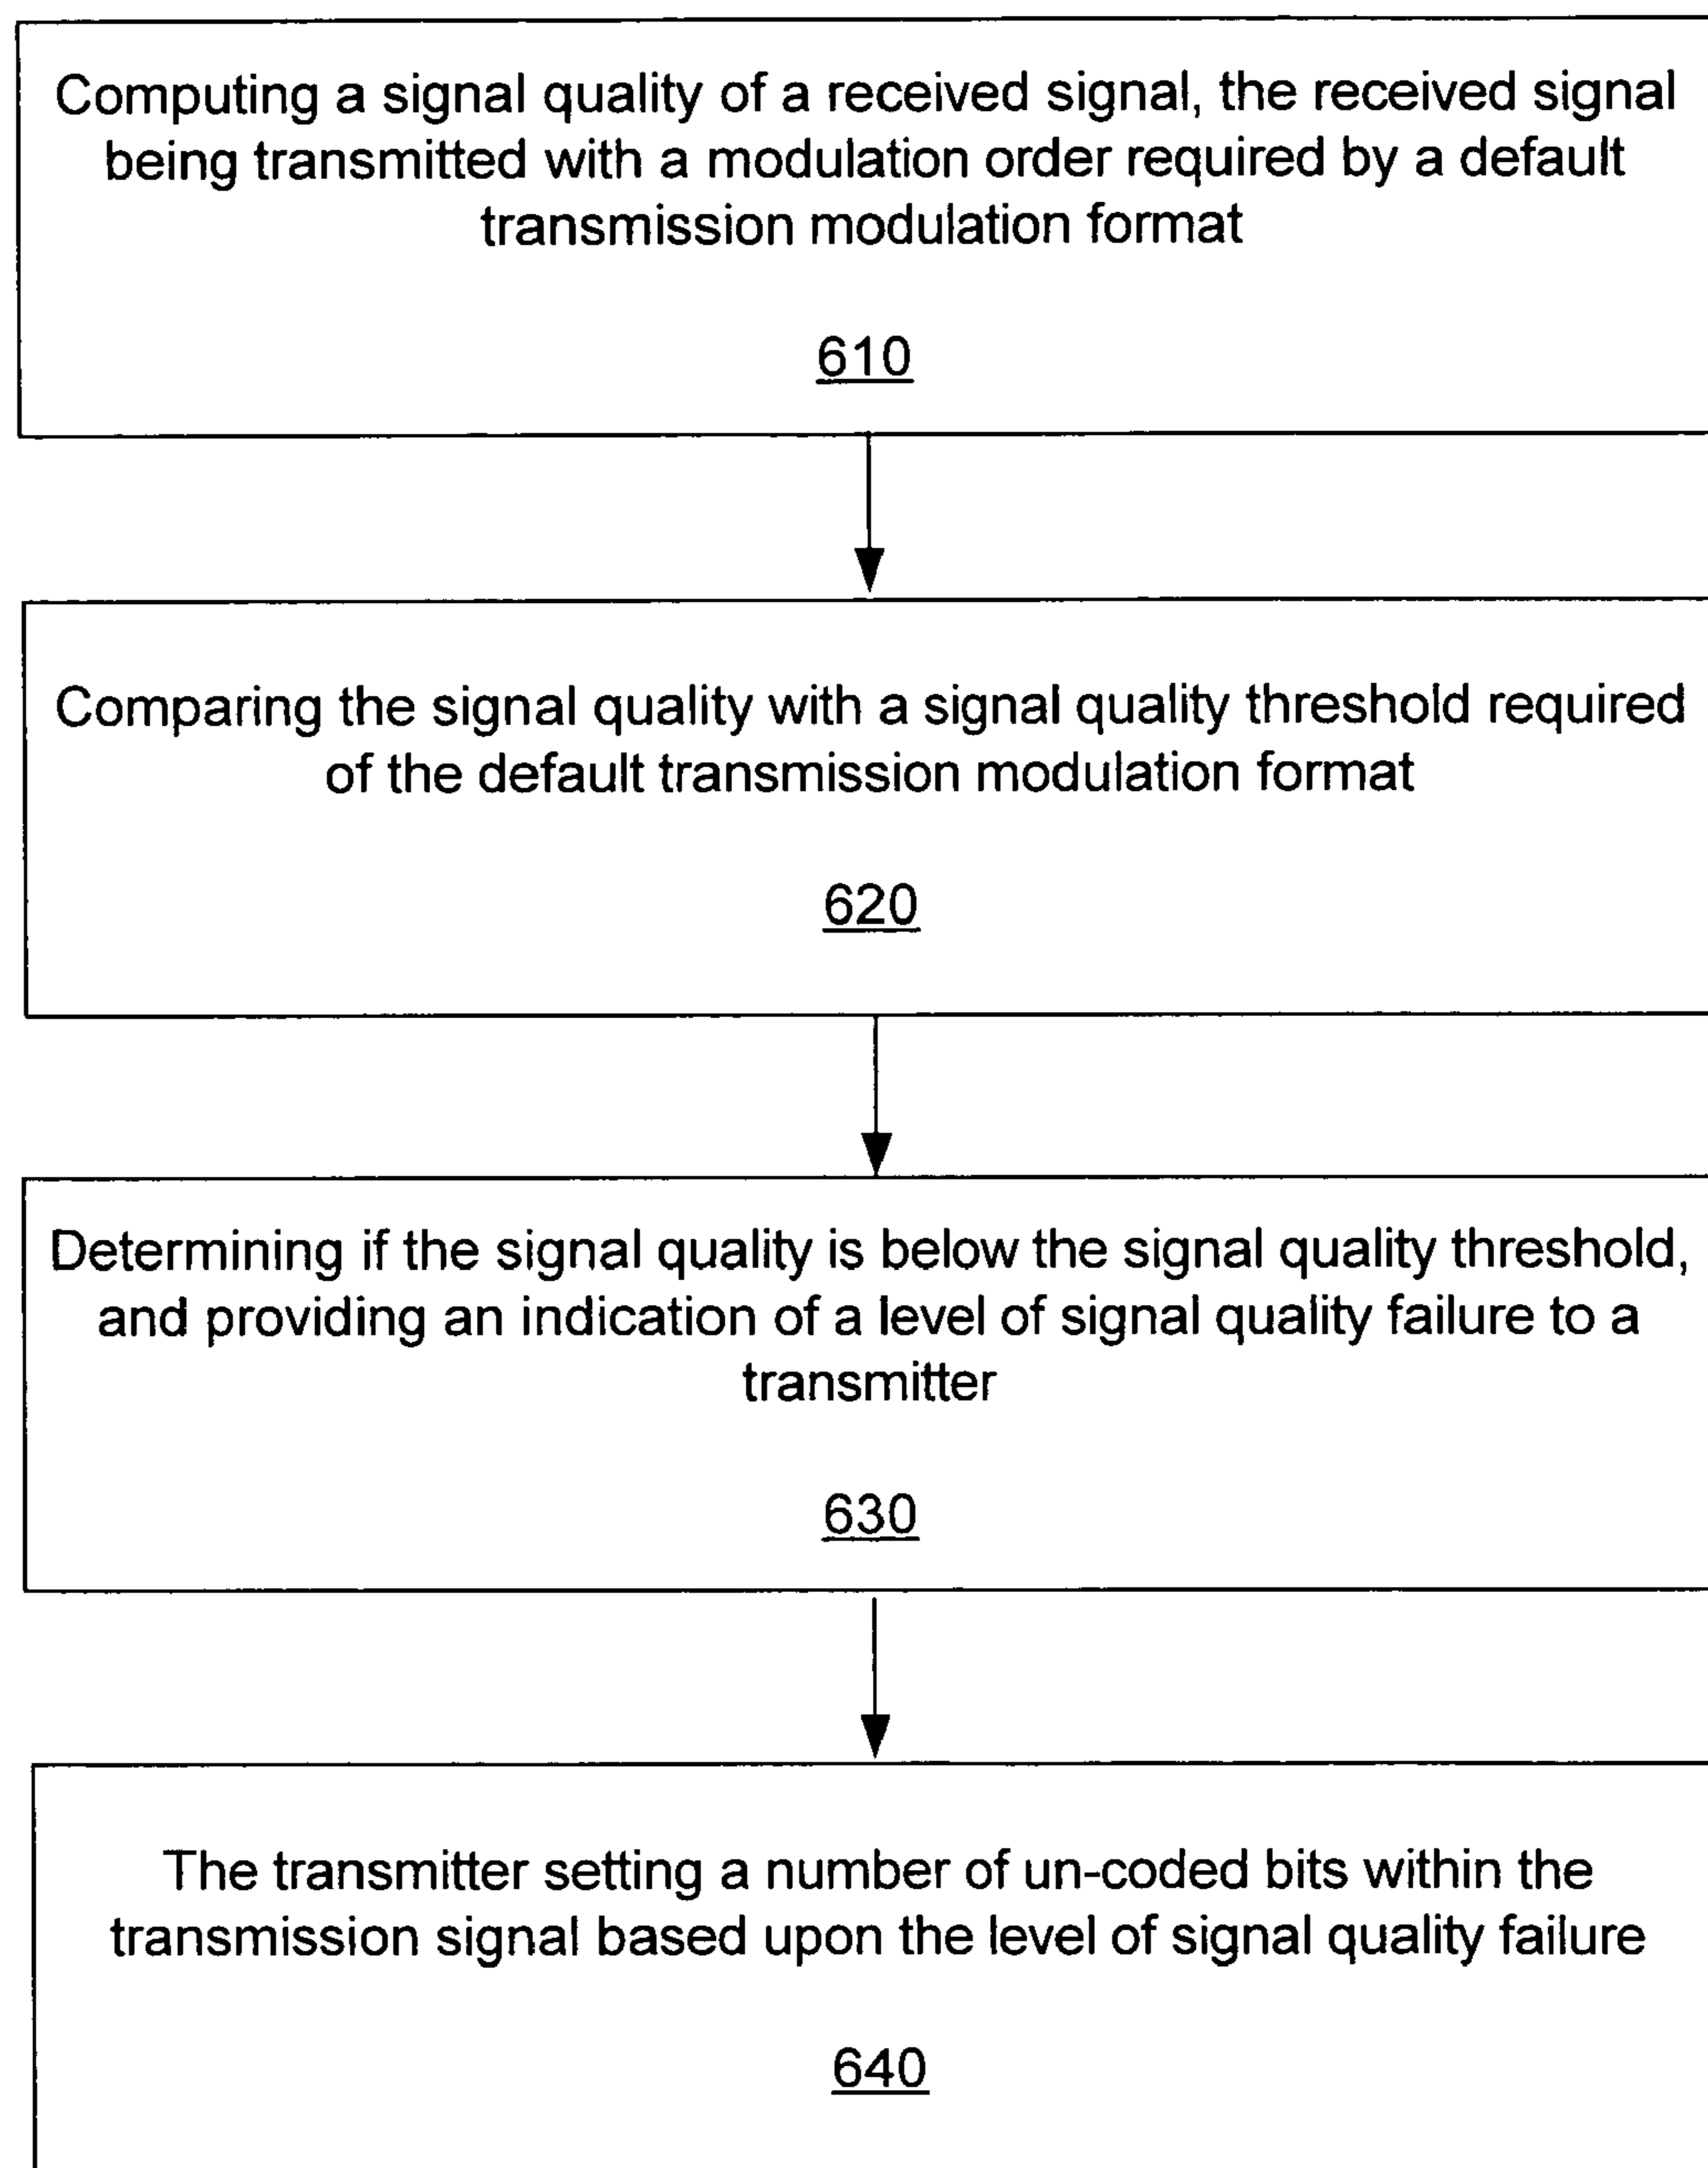 Computing a signal quality of a received signal, the received signal
being transmitted with a modulation order required by a default
transmission modulation format
610
Comparing the signal quality with a signal quality threshold required
of the default transmission modulation format
620
Determining if the signal quality is below the signal quality threshold,
and providing an indication of a level of signal quality failure to a
transmitter
630
The transmitter setting a number of un-coded bits within the
transmission signal based upon the level of signal quality failure
640